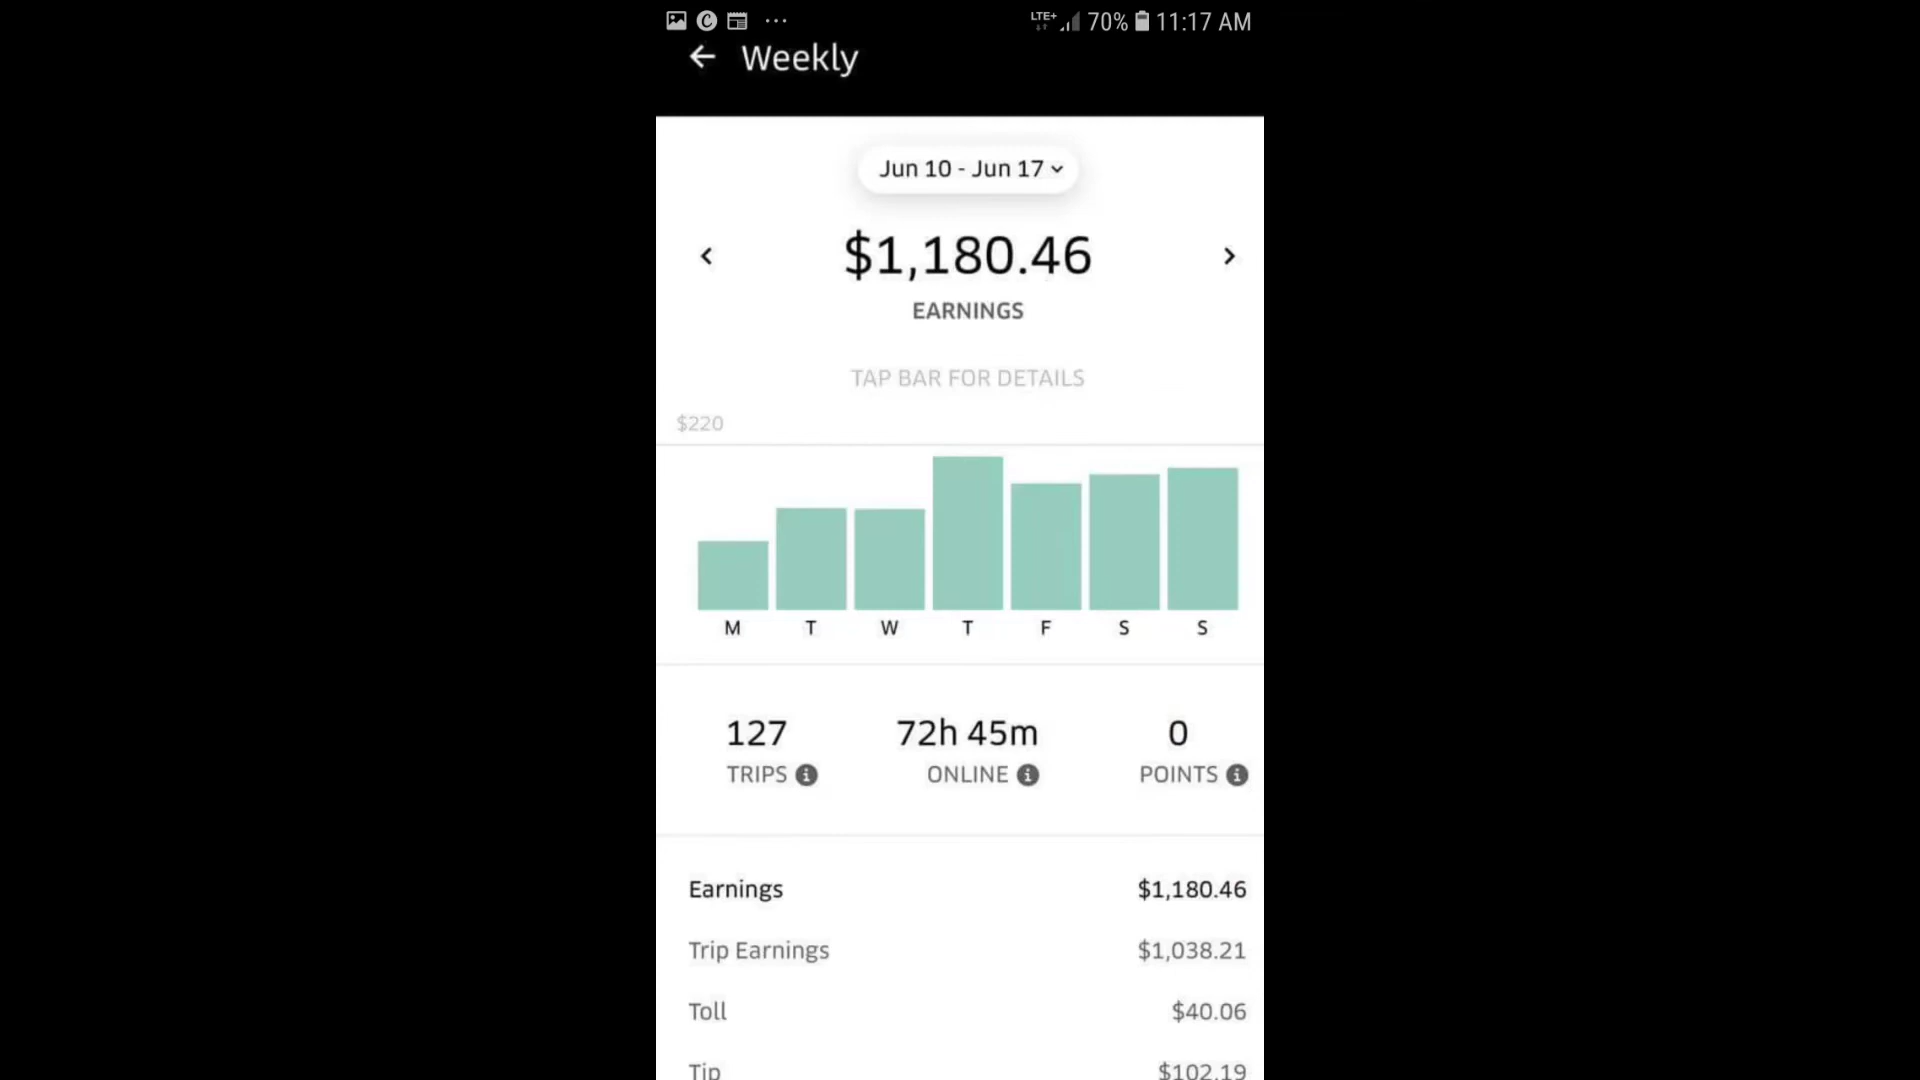 LTE+ 70% 11:17 AM
Weekly
Jun 10 - Jun 17
$1,180.46
EARNINGS
TAP BAR FOR DETAILS
$220
M T W T F S S
127 72h 45m 0
TRIPS ONLINE POINTS
Earnings $1,180.46
Trip Earnings $1,038.21
Toll $40.06
Tip $102.19